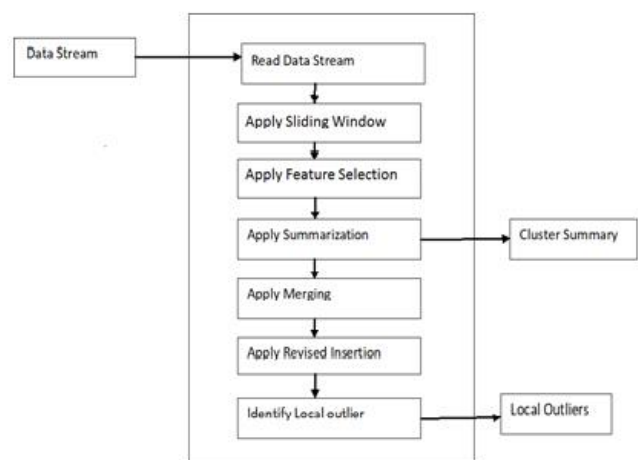 Data Stream
Read Data Stream
Apply Sliding Window
Apply Feature Selection
Apply Summarization
Cluster Summary
Apply Merging
Apply Revised Insertion
Identify Local outlier
Local Outliers